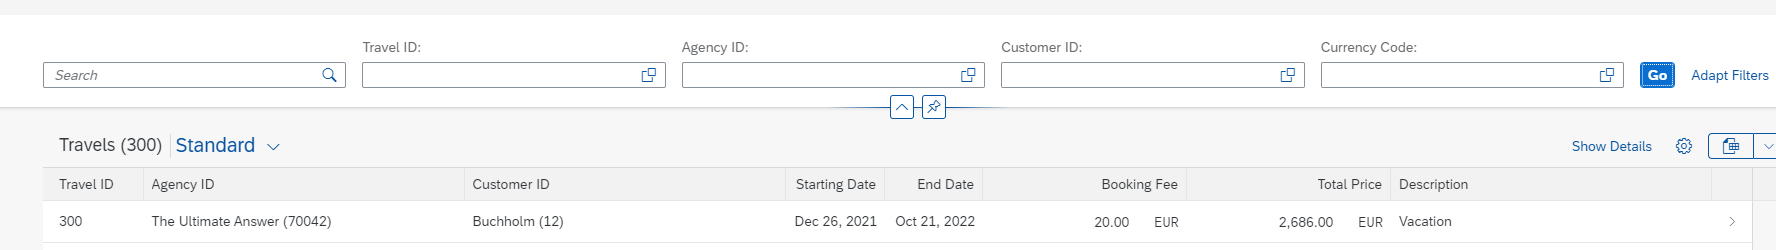 Travel ID: Agency ID: Customer ID: Currency Code:
Search Go Adapt Filters
Travels (300) Standard Show Details
Travel ID Agency ID Customer ID Starting Date End Date Booking Fee Total Price Description
300 The Ultimate Answer (70042) Buchholm (12) Dec 26, 2021 Oct 21, 2022 20.00 EUR 2,686.00 EUR Vacation